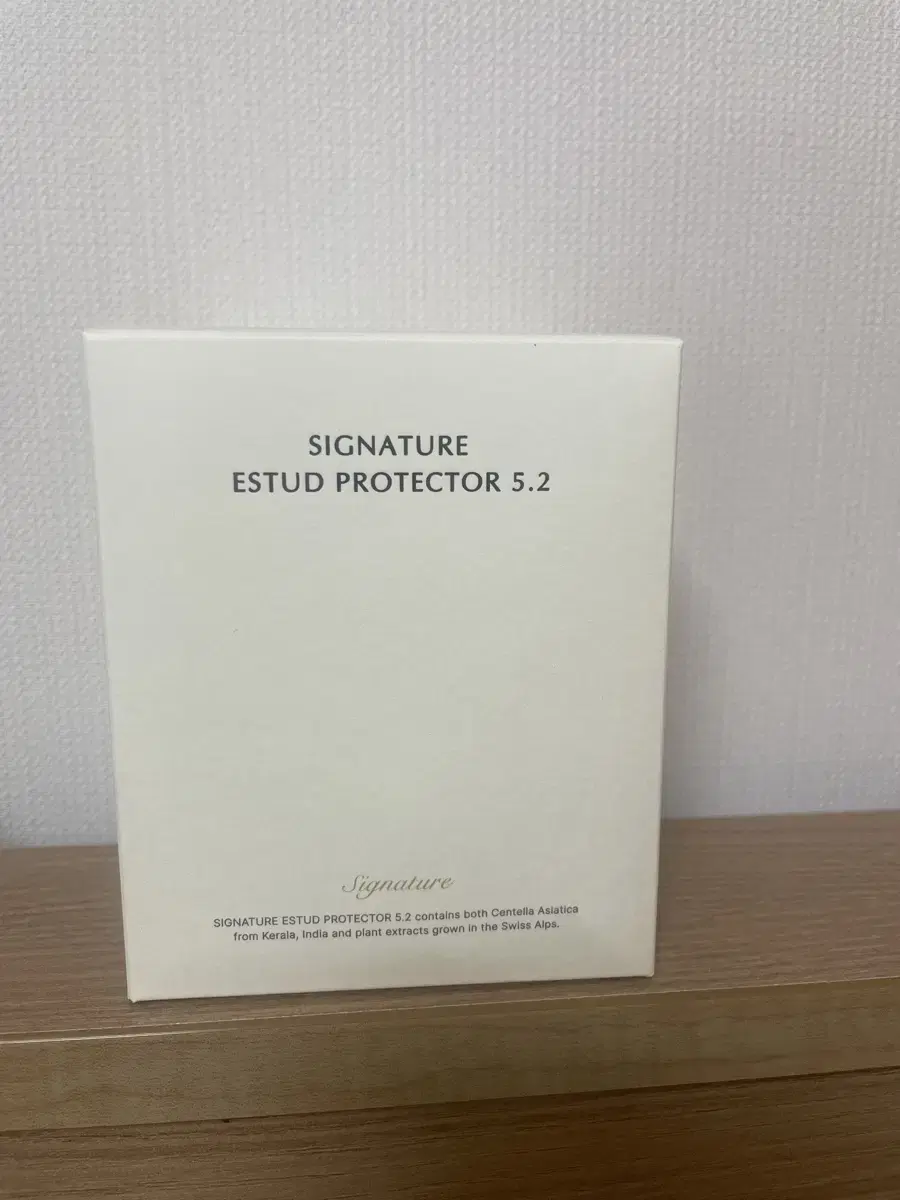 SIGNATURE
ESTUD PROTECTOR 5.2
Signature
SIGNATURE ESTUD PROTECTOR 5.2 contains both Centella Asiatica
from Kerala, India and plant extracts grown in the Swiss Alps.